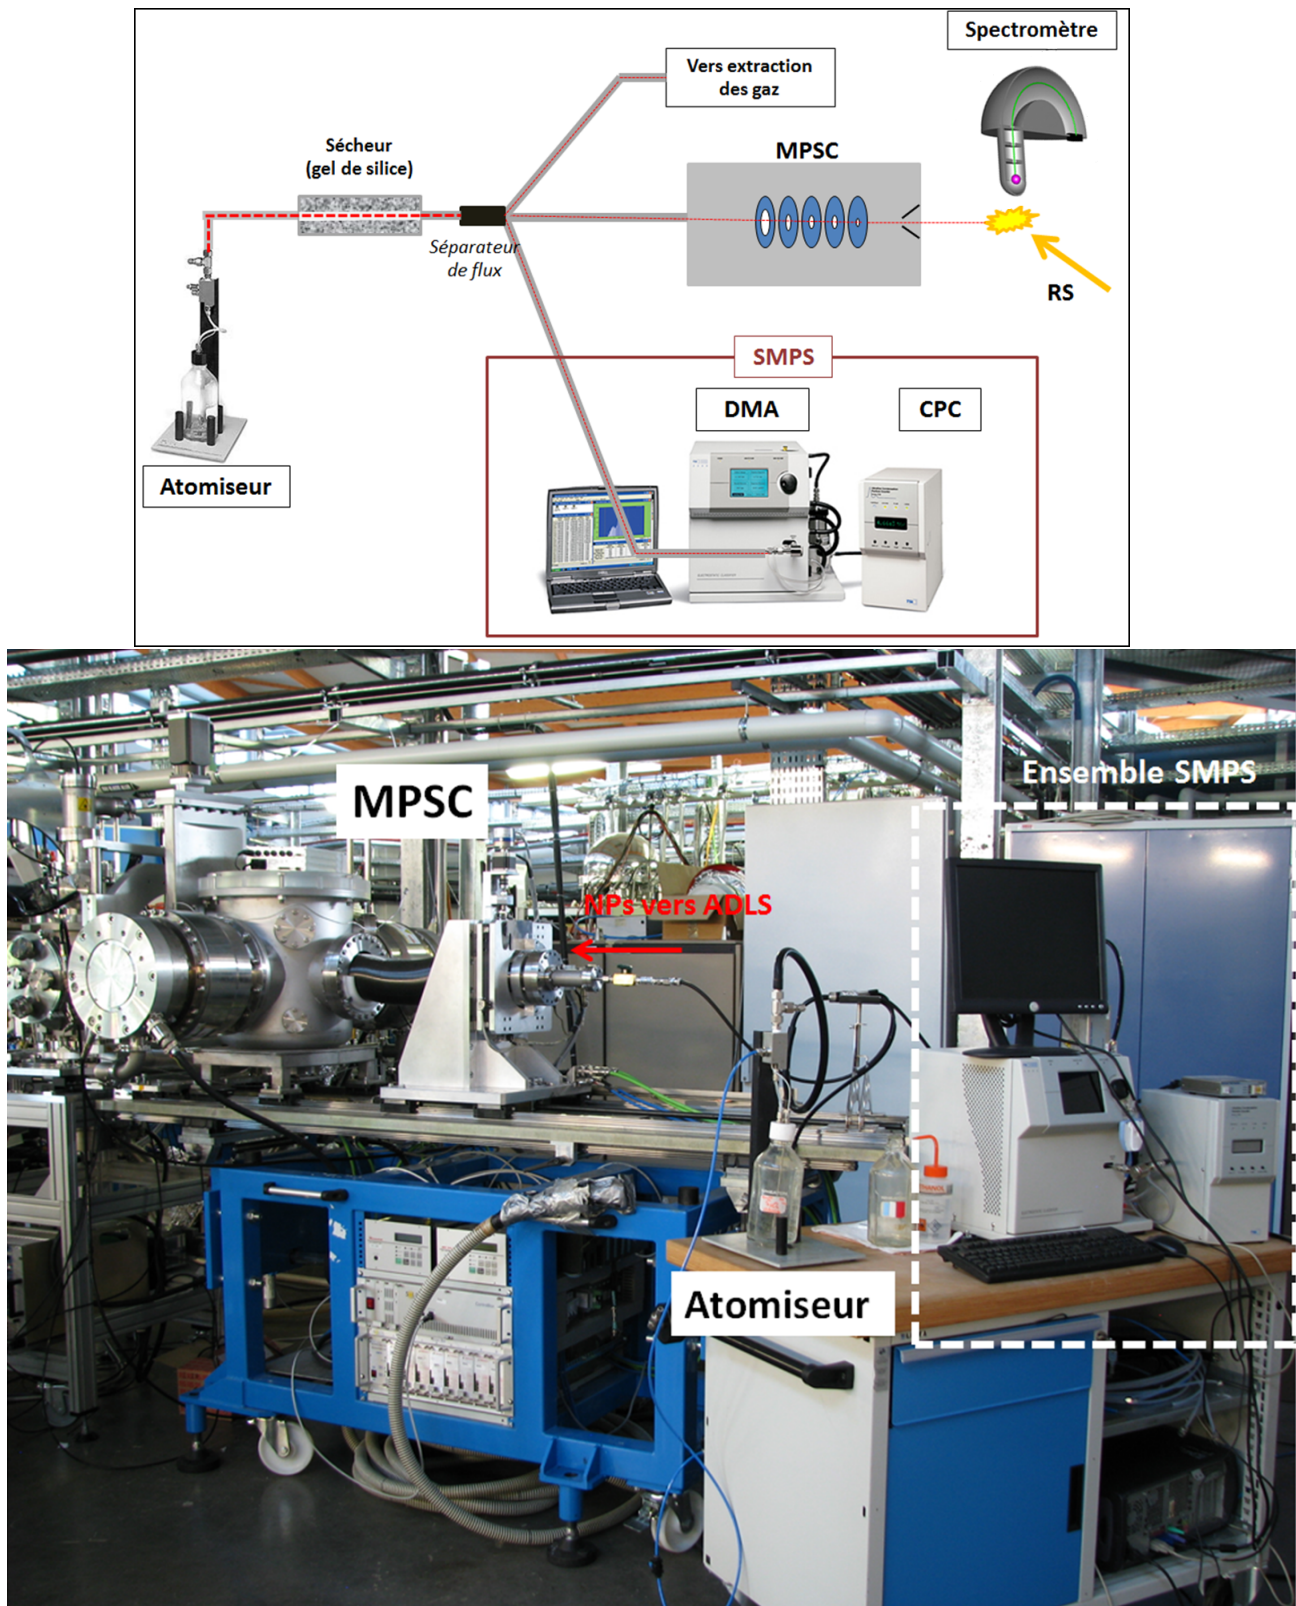 Spectromètre
Vers extraction
des gaz
Sécheur
(gel de silice)
MPSC
Séparateur
de flux
RS
SMPS
DMA
CPC
Atomiseur
Ensemble SMPS
MPSC
NPs vers ADLS
Atomiseur